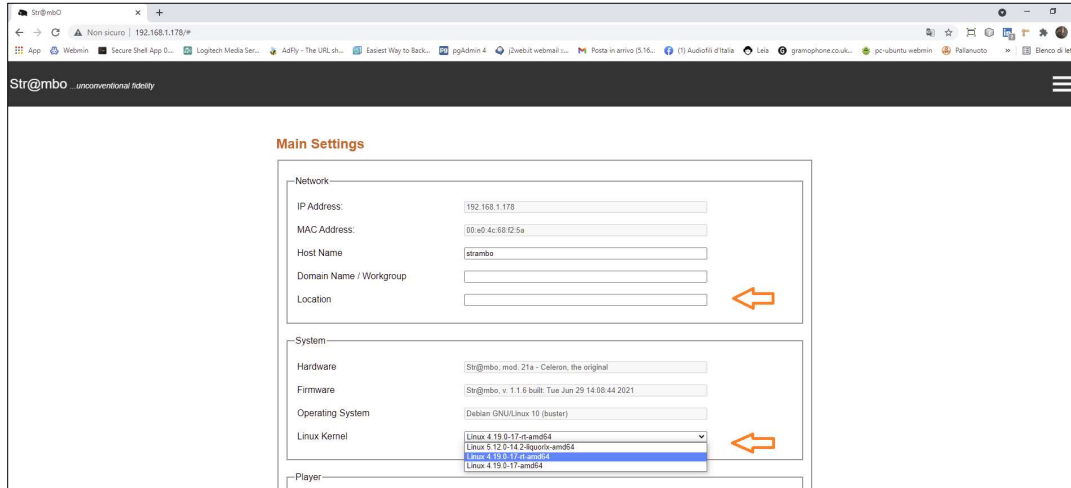 Str@mbO
Non sicuro | 192.168.1.178/#
App Webmin Secure Shell App 0... Logitech Media Ser... AdFly - The URL sh... Easiest Way to Back... pgAdmin 4 j2web.it webmail :... Posta in arrivo (5.16... (1) Audiofili d'Italia Leia gramophone.co.uk... pc-ubuntu webmin Pallanuoto » Elenco di let
Str@mbo ...unconventional fidelity
Main Settings
Network
IP Address: 192.168.1.178
MAC Address: 00:e0:4c:68:f2:5a
Host Name strambo
Domain Name / Workgroup
Location
System
Hardware Str@mbo, mod. 21a - Celeron, the original
Firmware Str@mbo, v. 1.1.6 built: Tue Jun 29 14:08:44 2021
Operating System Debian GNU/Linux 10 (buster)
Linux Kernel Linux 4.19.0-17-rt-amd64
Linux 5.12.0-14.2-liquorix-amd64
Linux 4.19.0-17-rt-amd64
Linux 4.19.0-17-amd64
Player